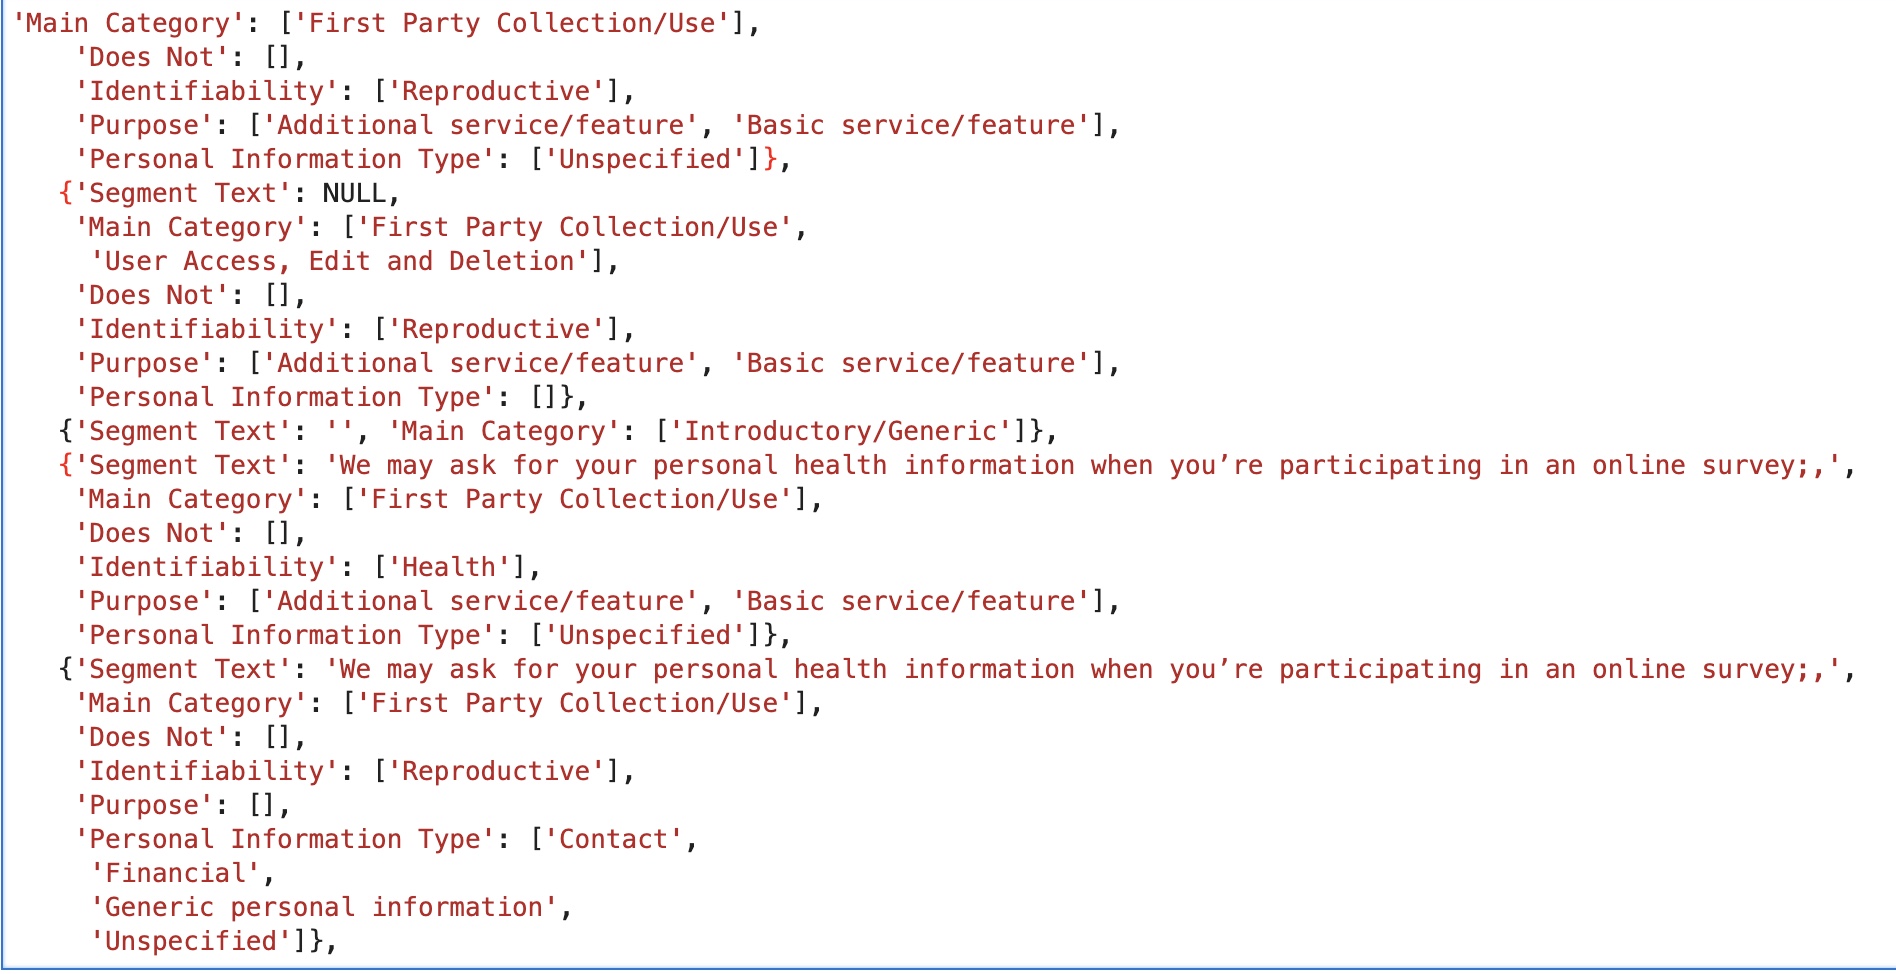 'Main Category': ['First Party Collection/Use'],
'Does Not': [],
'Identifiability': ['Reproductive'],
'Purpose': ['Additional service/feature', 'Basic service/feature'],
'Personal Information Type': ['Unspecified']},
{'Segment Text': NULL,
'Main Category': ['First Party Collection/Use',
'User Access, Edit and Deletion'],
'Does Not': [],
'Identifiability': ['Reproductive'],
'Purpose': ['Additional service/feature', 'Basic service/feature'],
'Personal Information Type': []},
{'Segment Text': '', 'Main Category': ['Introductory/Generic']},
{'Segment Text': 'We may ask for your personal health information when you’re participating in an online survey;,',
'Main Category': ['First Party Collection/Use'],
'Does Not': [],
'Identifiability': ['Health'],
'Purpose': ['Additional service/feature', 'Basic service/feature'],
'Personal Information Type': ['Unspecified']},
{'Segment Text': 'We may ask for your personal health information when you’re participating in an online survey;,',
'Main Category': ['First Party Collection/Use'],
'Does Not': [],
'Identifiability': ['Reproductive'],
'Purpose': [],
'Personal Information Type': ['Contact',
'Financial',
'Generic personal information',
'Unspecified']},